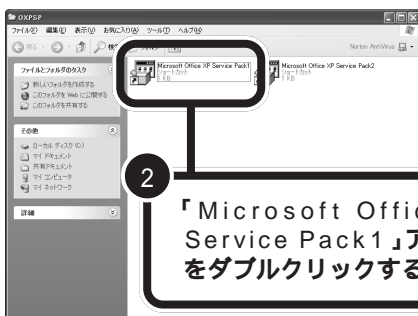 OXPSP
ファイル(F) 編集(E) 表示(V) お気に入り(A) ツール(T) ヘルプ(H)
戻る
Norton AntiVirus
ファイルとフォルダのタスク
新しいフォルダを作成する
このフォルダを Web に公開する
このフォルダを共有する
その他
ローカル ディスク (C:)
マイ ドキュメント
共有ドキュメント
マイ コンピュータ
マイ ネットワーク
詳細
Microsoft Office XP Service Pack1
ショートカット
1 KB
Microsoft Office XP Service Pack2
ショートカット
1 KB
2
「Microsoft Offic
Service Pack1」ア
をダブルクリックする